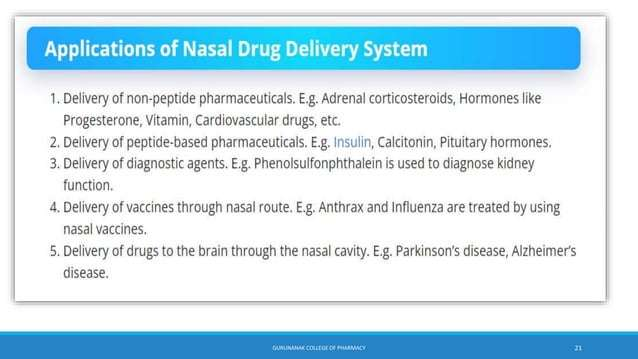 Applications of Nasal Drug Delivery System
1. Delivery of non-peptide pharmaceuticals. E.g. Adrenal corticosteroids, Hormones like
Progesterone, Vitamin, Cardiovascular drugs, etc.
2. Delivery of peptide-based pharmaceuticals. E.g. Insulin, Calcitonin, Pituitary hormones.
3. Delivery of diagnostic agents. E.g. Phenolsulfonphthalein is used to diagnose kidney
function.
4. Delivery of vaccines through nasal route. E.g. Anthrax and Influenza are treated by using
nasal vaccines.
5. Delivery of drugs to the brain through the nasal cavity. E.g. Parkinson's disease, Alzheimer's
disease.
GURUNANAK COLLEGE OF PHARMACY
21